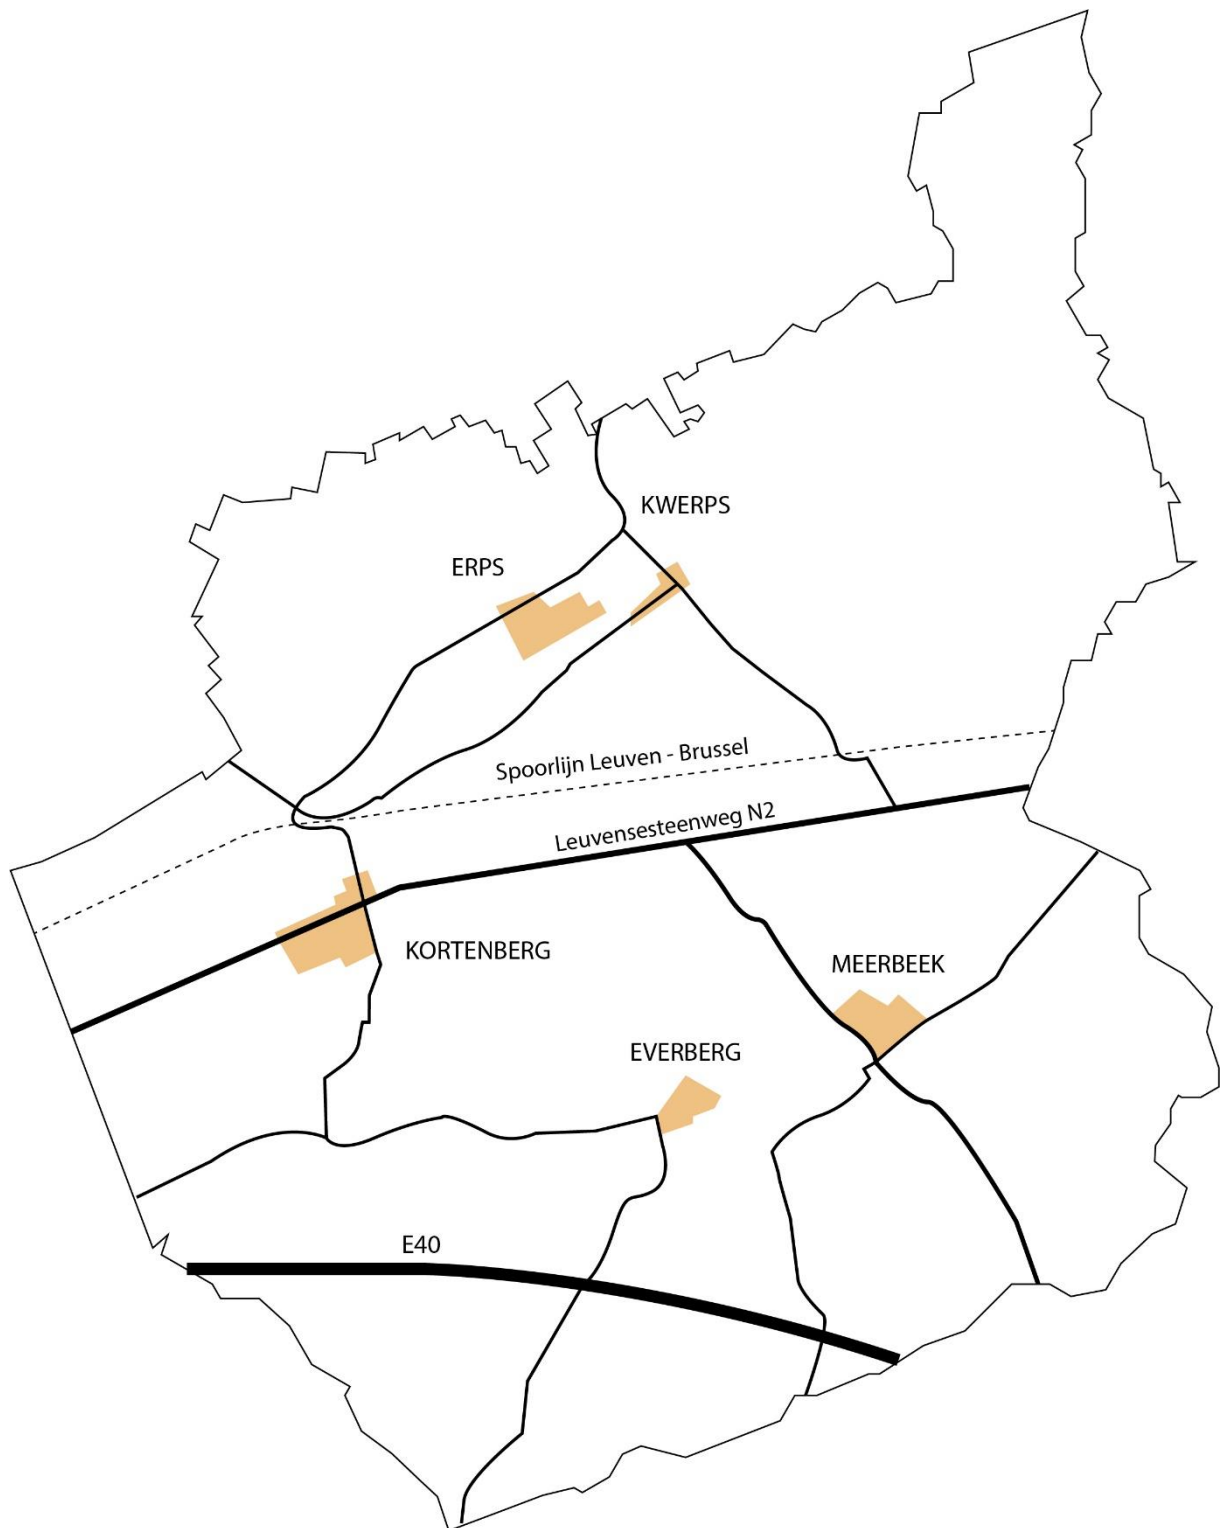 KWERPS
ERPS
Spoorlijn Leuven - Brussel
Leuvensesteenweg N2
KORTENBERG
MEERBEEK
EVERBERG
E40